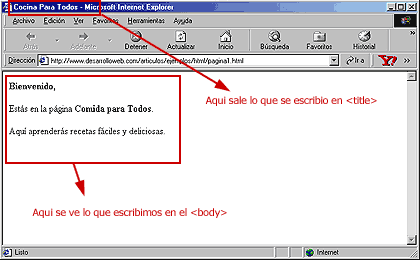 Cocina Para Todos - Microsoft Internet Explorer
Archivo Edición Ver Favoritos Herramientas Ayuda
Atrás Adelante Detener Actualizar Inicio Búsqueda Favoritos Historial
Dirección http://www.desarrolloweb.com/articulos/ejemplos/html/pagina1.html Ir a
Bienvenido,
Estás en la página Comida para Todos.
Aquí aprenderás recetas fáciles y deliciosas.
Aqui sale lo que se escribio en <title>
Aqui se ve lo que escribimos en el <body>
Listo Internet